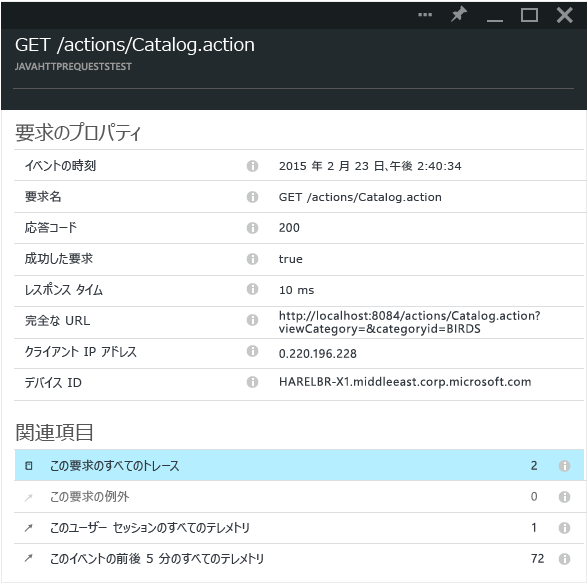 GET /actions/Catalog.action
JAVAHTTPREQUESTSTEST
要求のプロパティ
イベントの時刻 2015 年 2 月 23 日、午後 2:40:34
要求名 GET /actions/Catalog.action
応答コード 200
成功した要求 true
レスポンス タイム 10 ms
完全な URL http://localhost:8084/actions/Catalog.action?
viewCategory=&categoryid=BIRDS
クライアント IP アドレス 0.220.196.228
デバイス ID HARELBR-X1.middleeast.corp.microsoft.com
関連項目
この要求のすべてのトレース 2
この要求の例外 0
このユーザー セッションのすべてのテレメトリ 1
このイベントの前後 5 分のすべてのテレメトリ 72